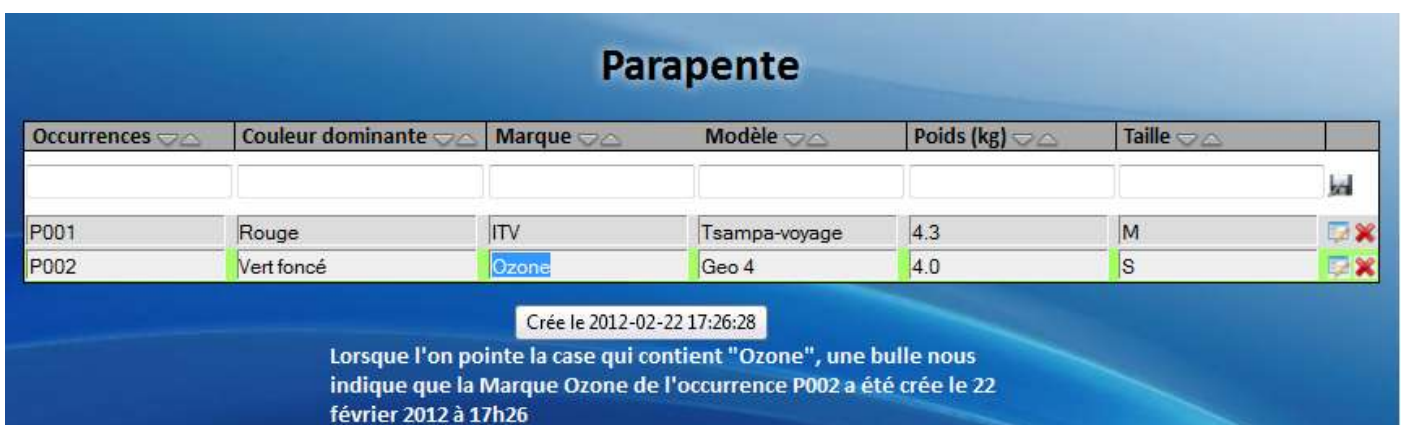 Parapente
Occurrences Couleur dominante Marque Modèle Poids (kg) Taille
P001 Rouge ITV Tsampa-voyage 4.3 M
P002 Vert foncé Ozone Geo 4 4.0 S
Crée le 2012-02-22 17:26:28
Lorsque l'on pointe la case qui contient "Ozone", une bulle nous
indique que la Marque Ozone de l'occurrence P002 a été crée le 22
février 2012 à 17h26